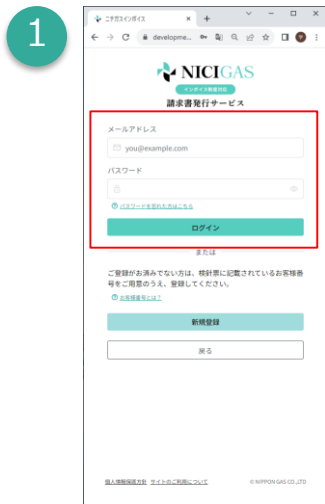 1
ニチガスインボイス
developme...
NICIGAS
インボイス制度対応
請求書発行サービス
メールアドレス
you@example.com
パスワード
パスワードを忘れた方はこちら
ログイン
または
ご登録がお済みでない方は、検針票に記載されているお客様番
号をご用意のうえ、登録してください。
お客様番号とは？
新規登録
戻る
個人情報保護方針 サイトのご利用について © NIPPON GAS CO.,LTD